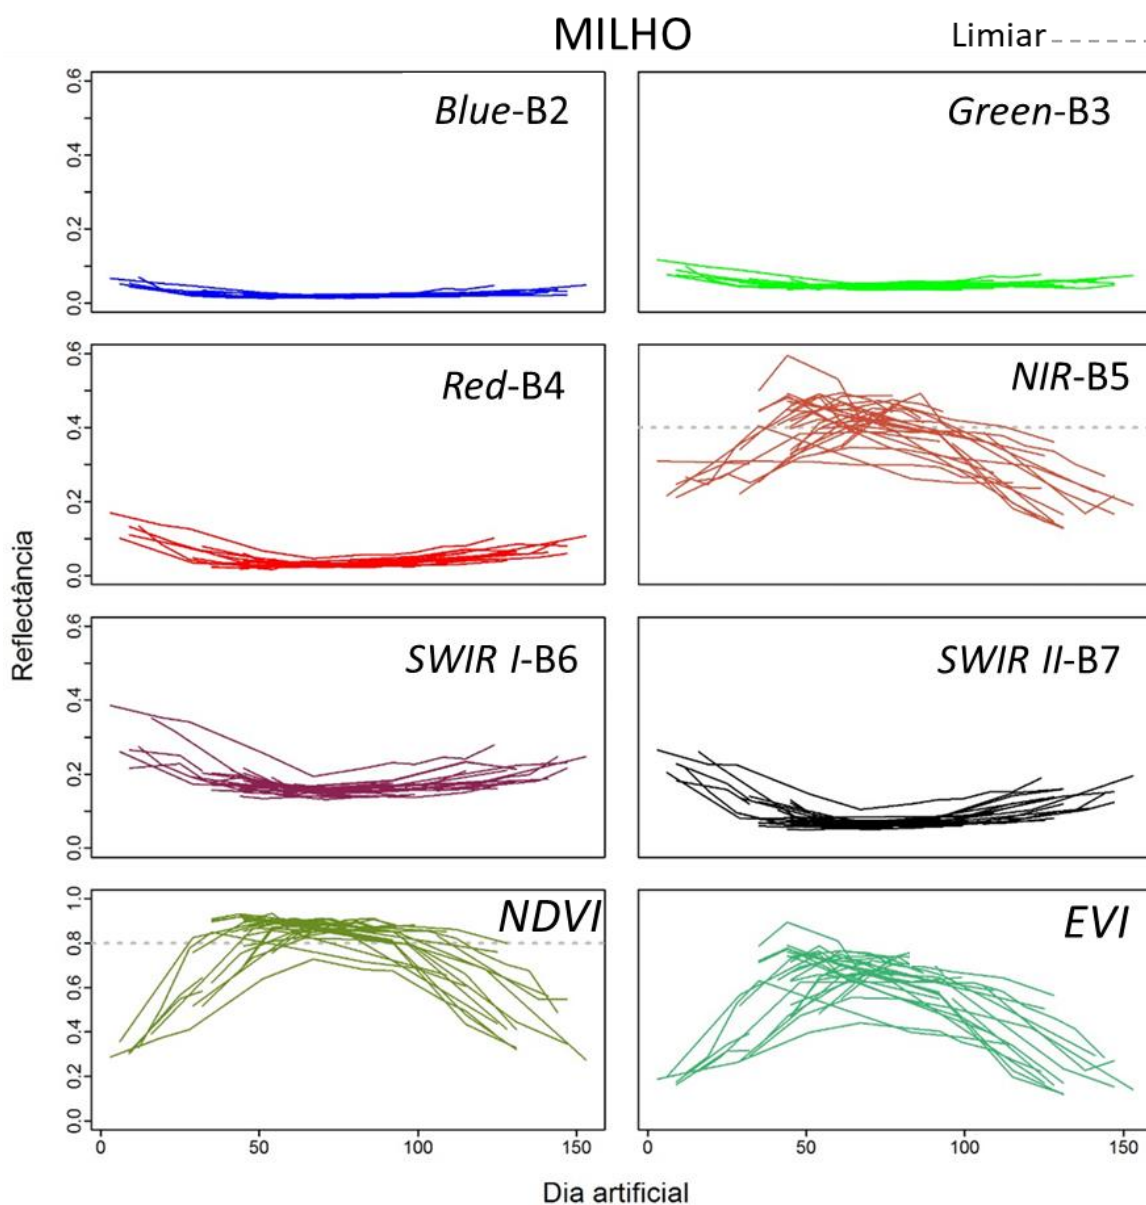 MILHO
Limiar
Blue-B2
Green-B3
0.6
0.4
0.2
0.0
Red-B4
NIR-B5
0.6
0.4
0.2
0.0
Reflectância
SWIR I-B6
SWIR II-B7
0.6
0.4
0.2
0.0
NDVI
EVI
1.0
0.8
0.6
0.4
0.2
0.0
0 50 100 150
0 50 100 150
Dia artificial